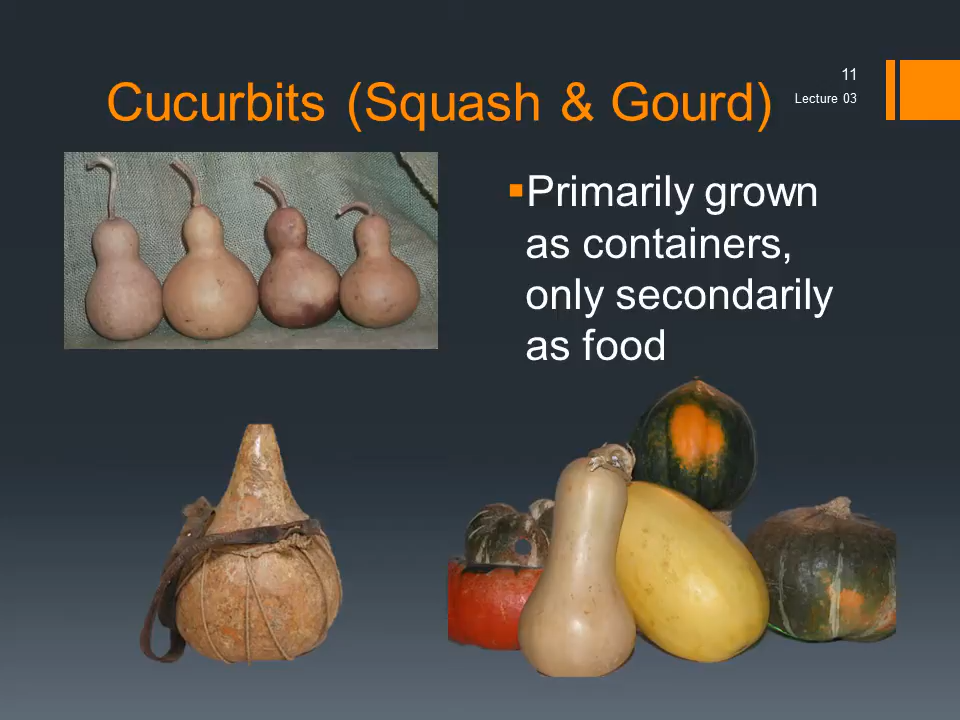 11
Cucurbits (Squash & Gourd)
Lecture 03
▪Primarily grown
as containers,
only secondarily
as food